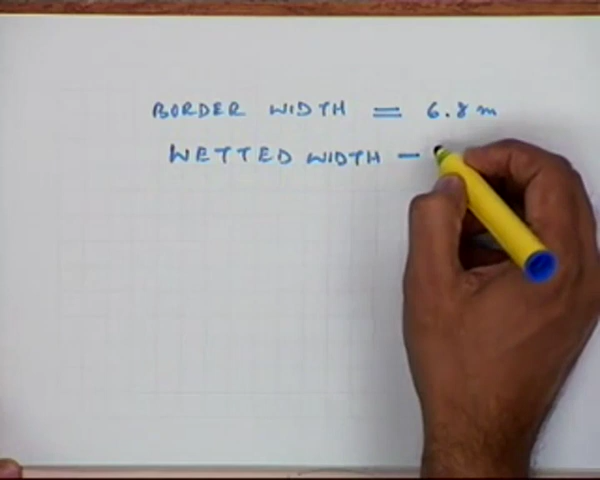 BORDER WIDTH = 6.8 m
WETTED WIDTH –